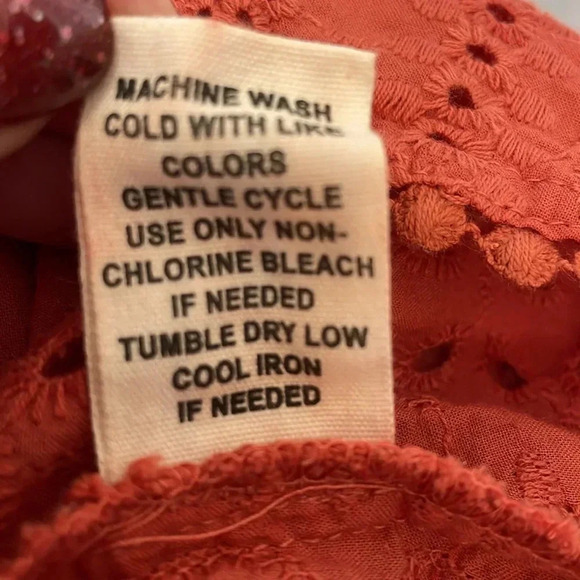 MACHINE WASH
COLD WITH LIKE
COLORS
GENTLE CYCLE
USE ONLY NON-
CHLORINE BLEACH
IF NEEDED
TUMBLE DRY LOW
COOL IRON
IF NEEDED